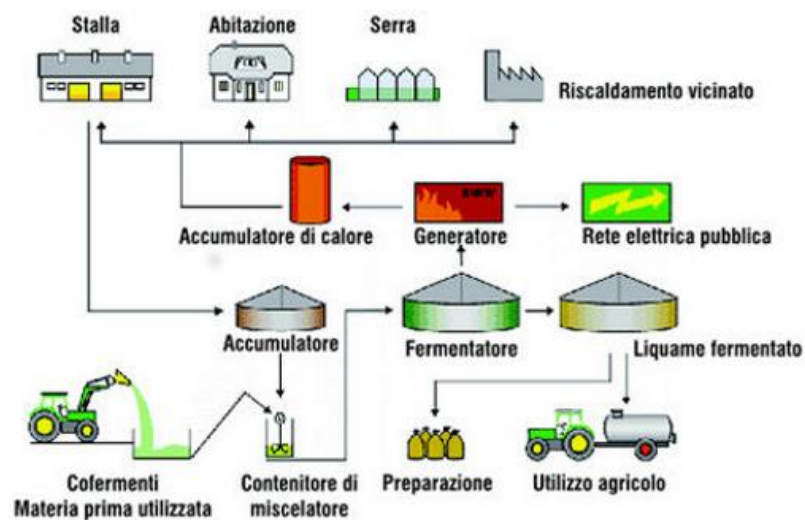 Stalla
Abitazione
Serra
Riscaldamento vicinato
Accumulatore di calore
Generatore
Rete elettrica pubblica
Accumulatore
Fermentatore
Liquame fermentato
Cofermenti
Materia prima utilizzata
Contenitore di
miscelatore
Preparazione
Utilizzo agricolo